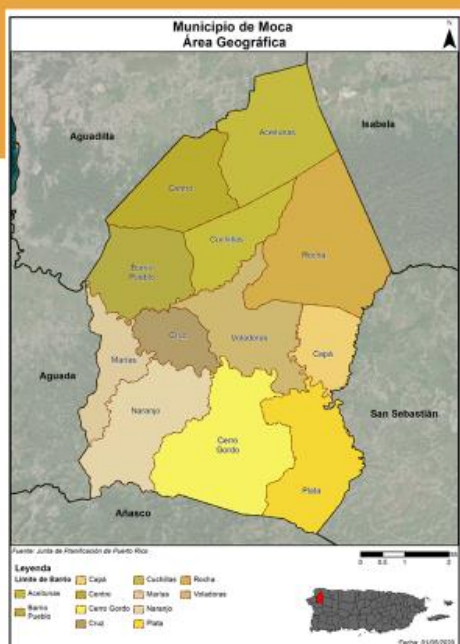 Municipio de Moca
Área Geográfica
N
Isabela
Aguadilla
Aceitunas
Centro
Cuchillas
Rocha
Barrio
Pueblo
Cruz
Voladoras
Marías
Capá
Aguada
Naranjo
San Sebastián
Cerro
Gordo
Plata
Añasco
Fuente: Junta de Planificación de Puerto Rico
0 0.5 1 2
Leyenda
Límite de Barrio
Capá
Cuchillas
Rocha
Aceitunas
Centro
Marías
Voladoras
Barrio
Pueblo
Cerro Gordo
Naranjo
Cruz
Plata